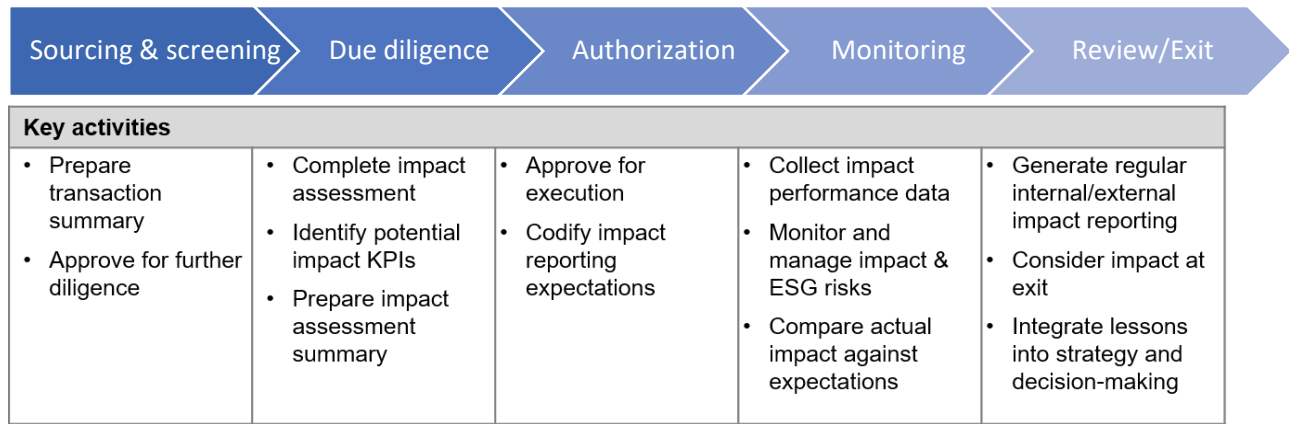 Sourcing & screening
Due diligence
Authorization
Monitoring
Review/Exit
Key activities
• Prepare
transaction
summary
• Approve for further
diligence
• Complete impact
assessment
• Identify potential
impact KPIs
• Prepare impact
assessment
summary
• Approve for
execution
• Codify impact
reporting
expectations
• Collect impact
performance data
• Monitor and
manage impact &
ESG risks
• Compare actual
impact against
expectations
• Generate regular
internal/external
impact reporting
• Consider impact at
exit
• Integrate lessons
into strategy and
decision-making